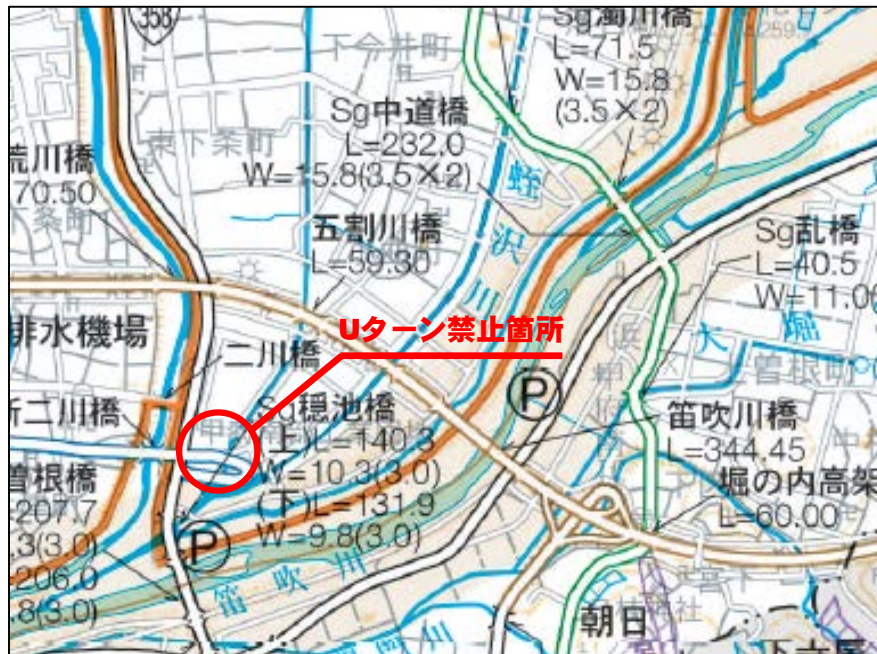 358
下今井町
Sg濁川橋
L=71.5
W=15.8
(3.5×2)
Sg中道橋
L=232.0
W=15.8(3.5×2)
東下条町
荒川橋
70.50
五割川橋
L=59.30
蛭沢川
Sg乱橋
L=40.5
W=11.00
大堀
曽根町
Uターン禁止箇所
排水機場
二川橋
新二川橋
Sg穏池橋
(上)L=140.3
W=10.3(3.0)
(下)L=131.9
W=9.8(3.0)
P
笛吹川橋
L=344.45
堀の内高架
L=60.00
曽根橋
207.7
.3(3.0)
206.0
.8(3.0)
P
笛吹川
朝日